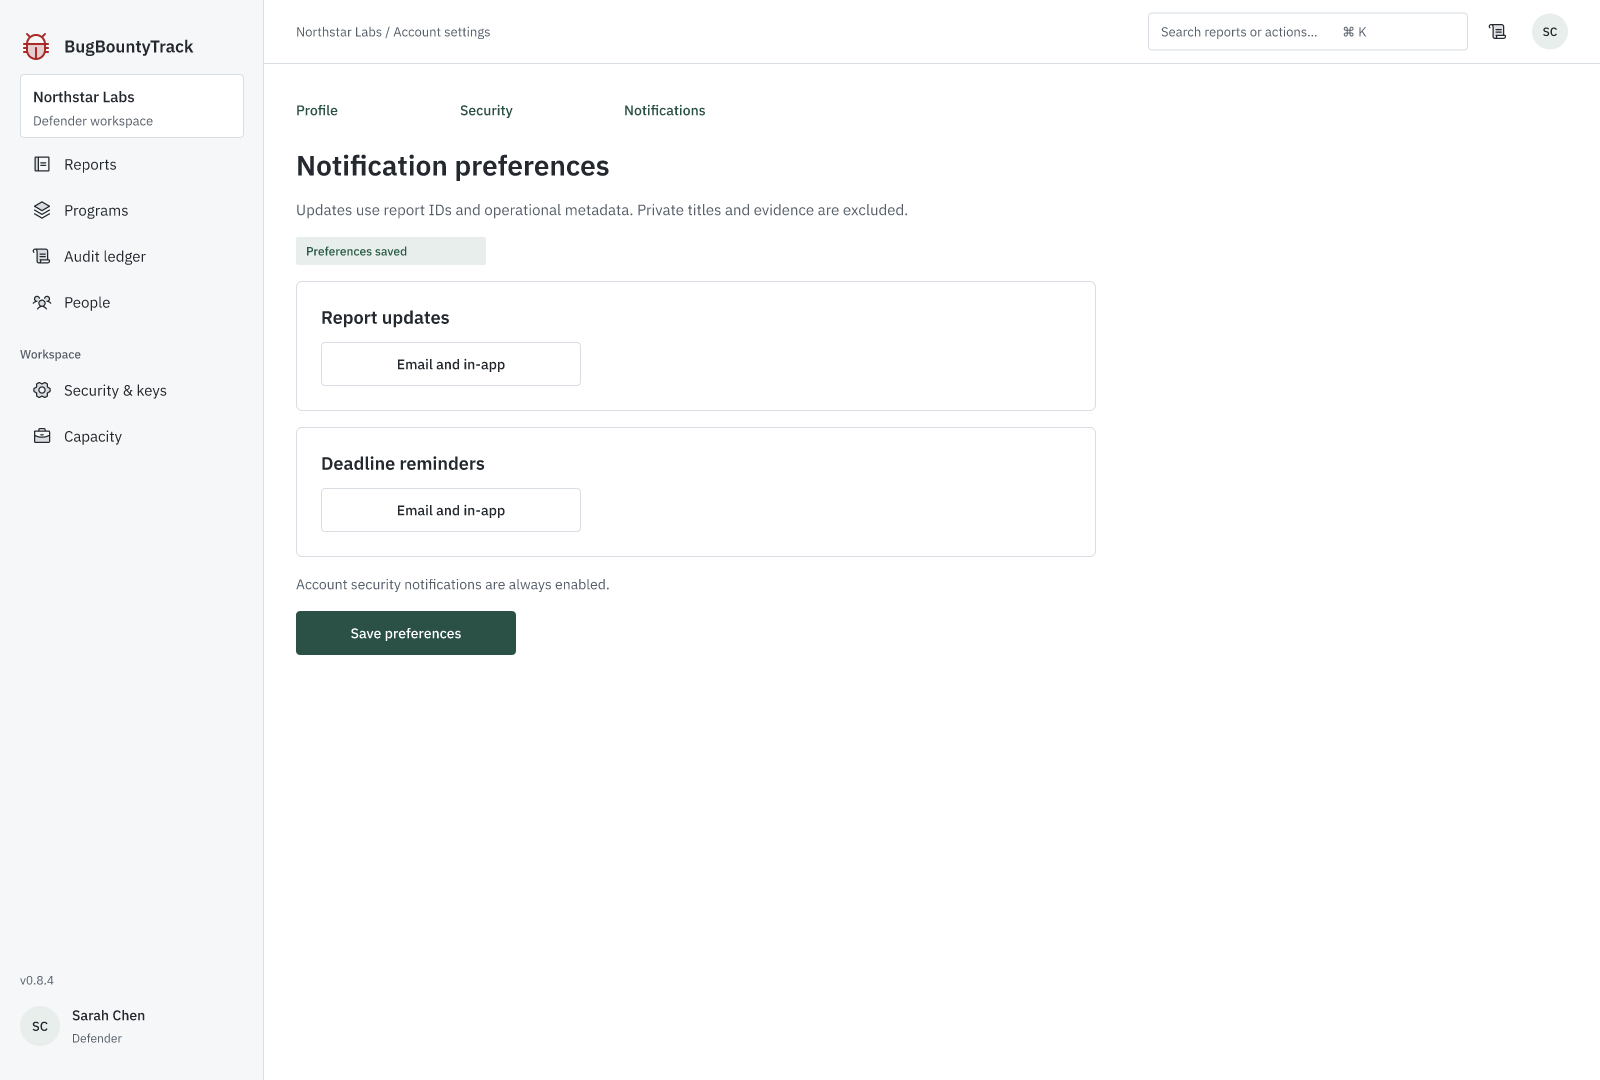 BugBountyTrack
Northstar Labs
Defender workspace
Reports
Programs
Audit ledger
People
Workspace
Security & keys
Capacity
v0.8.4
SC
Sarah Chen
Defender
Northstar Labs / Account settings
Search reports or actions... ⌘ K
SC
Profile
Security
Notifications
Notification preferences
Updates use report IDs and operational metadata. Private titles and evidence are excluded.
Preferences saved
Report updates
Email and in-app
Deadline reminders
Email and in-app
Account security notifications are always enabled.
Save preferences